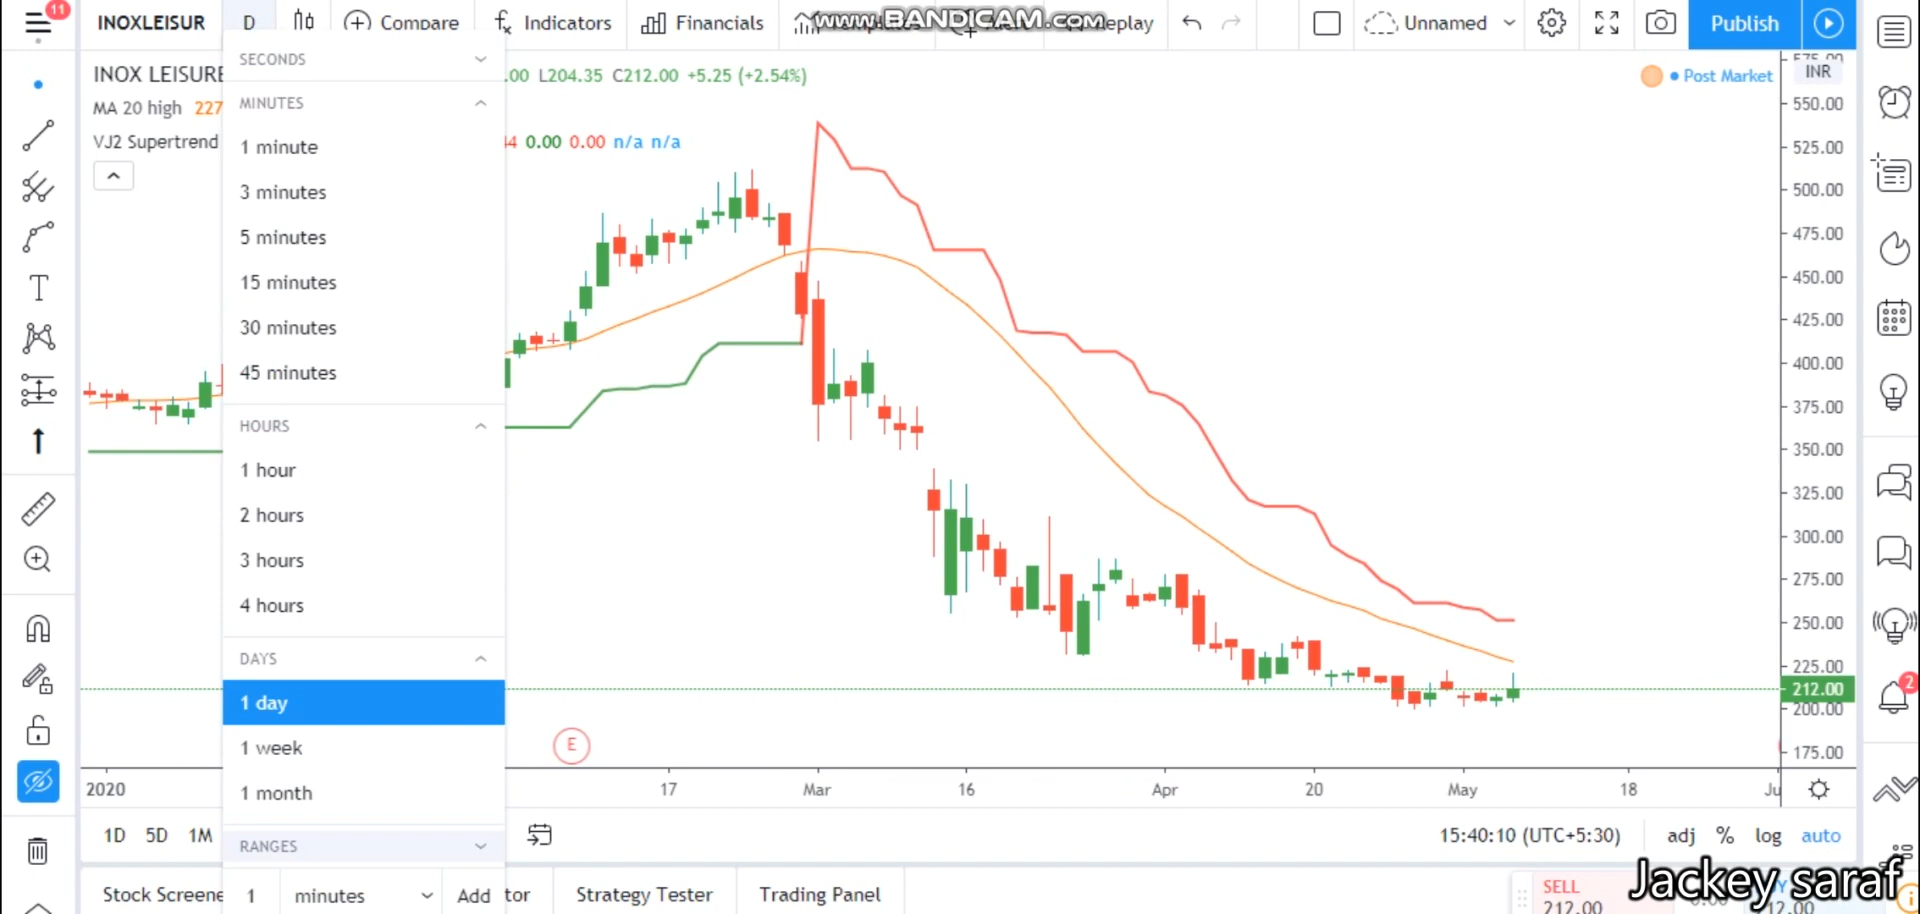 11
INOXLEISUR
D
Compare
Indicators
Financials
www.BANDICAM.com
eplay
Unnamed
Publish
INOX LEISURE
.00 L204.35 C212.00 +5.25 (+2.54%)
Post Market
MA 20 high 227
VJ2 Supertrend
44 0.00 0.00 n/a n/a
SECONDS
MINUTES
1 minute
3 minutes
5 minutes
15 minutes
30 minutes
45 minutes
HOURS
1 hour
2 hours
3 hours
4 hours
DAYS
1 day
1 week
1 month
RANGES
1 minutes Add
575.00
INR
550.00
525.00
500.00
475.00
450.00
425.00
400.00
375.00
350.00
325.00
300.00
275.00
250.00
225.00
212.00
200.00
175.00
E
2020
17
Mar
16
Apr
20
May
18
Ju
1D 5D 1M
15:40:10 (UTC+5:30)
adj % log auto
Stock Screene
tor
Strategy Tester
Trading Panel
SELL
212.00
Jackey saraf
2